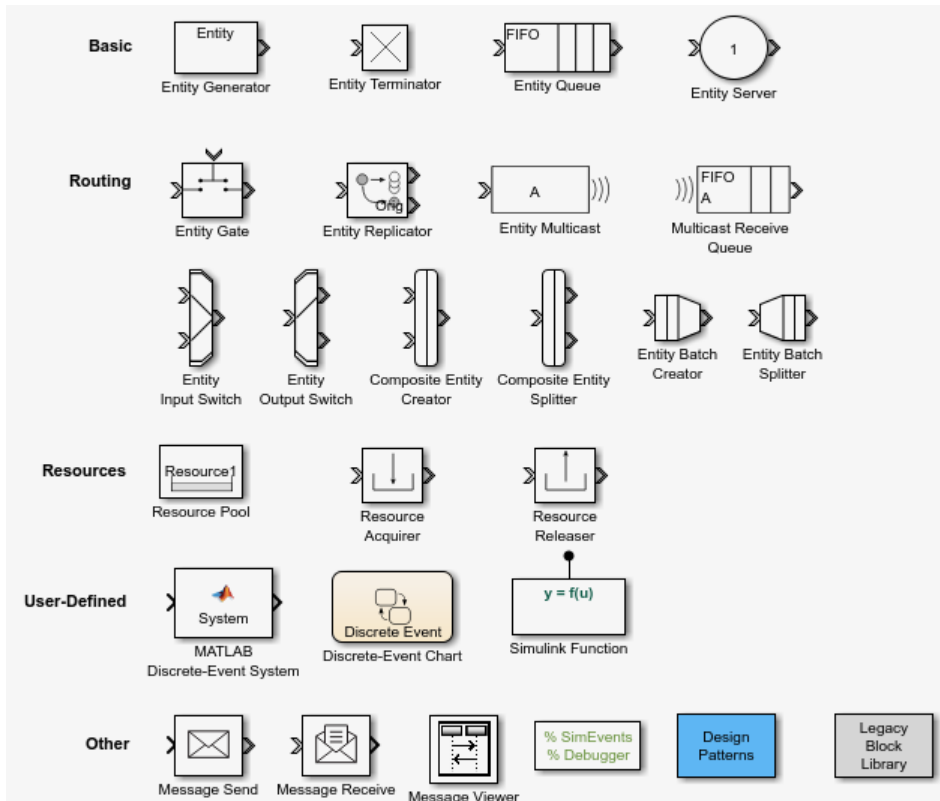 Basic
Entity
FIFO
1
Entity Generator
Entity Terminator
Entity Queue
Entity Server
Routing
Orig
A
FIFO
A
Entity Gate
Entity Replicator
Entity Multicast
Multicast Receive
Queue
Entity
Input Switch
Entity
Output Switch
Composite Entity
Creator
Composite Entity
Splitter
Entity Batch
Creator
Entity Batch
Splitter
Resources
Resource1
Resource Pool
Resource
Acquirer
Resource
Releaser
User-Defined
System
MATLAB
Discrete-Event System
Discrete Event
Discrete-Event Chart
y = f(u)
Simulink Function
Other
Message Send
Message Receive
Message Viewer
% SimEvents
% Debugger
Design
Patterns
Legacy
Block
Library